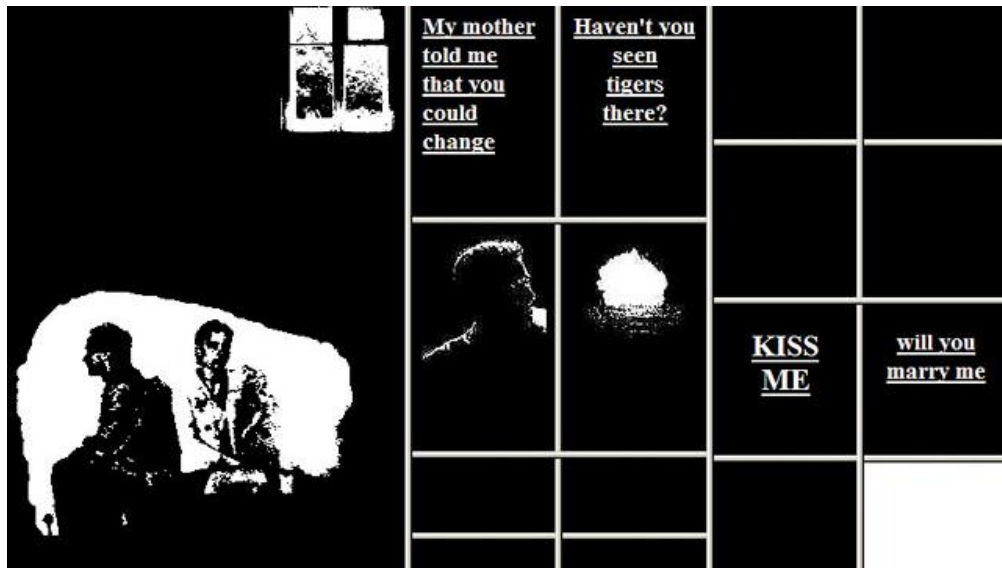 My mother
told me
that you
could
change
Haven't you
seen
tigers
there?
KISS
ME
will you
marry me